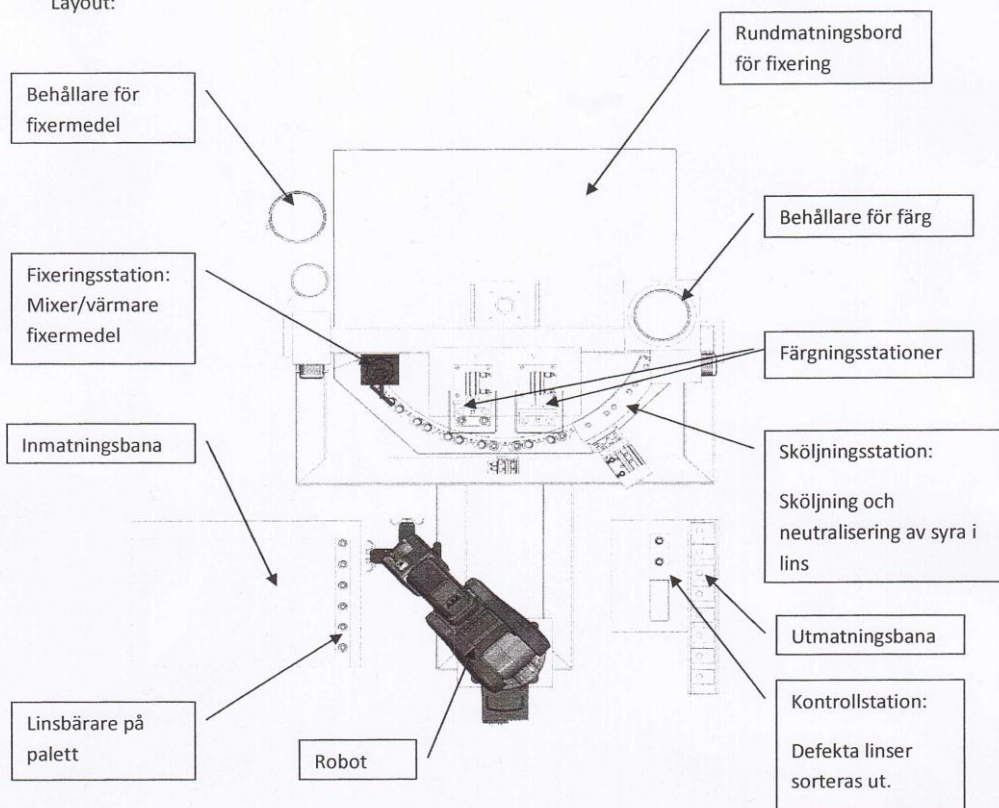 Layout:
Rundmatningsbord
för fixering
Behållare för
fixermedel
Behållare för färg
Fixeringsstation:
Mixer/värmare
fixermedel
Färgningsstationer
Inmatningsbana
Sköljningsstation:
Sköljning och
neutralisering av syra i
lins
Utmatningsbana
Linsbärare på
palett
Robot
Kontrollstation:
Defekta linser
sorteras ut.